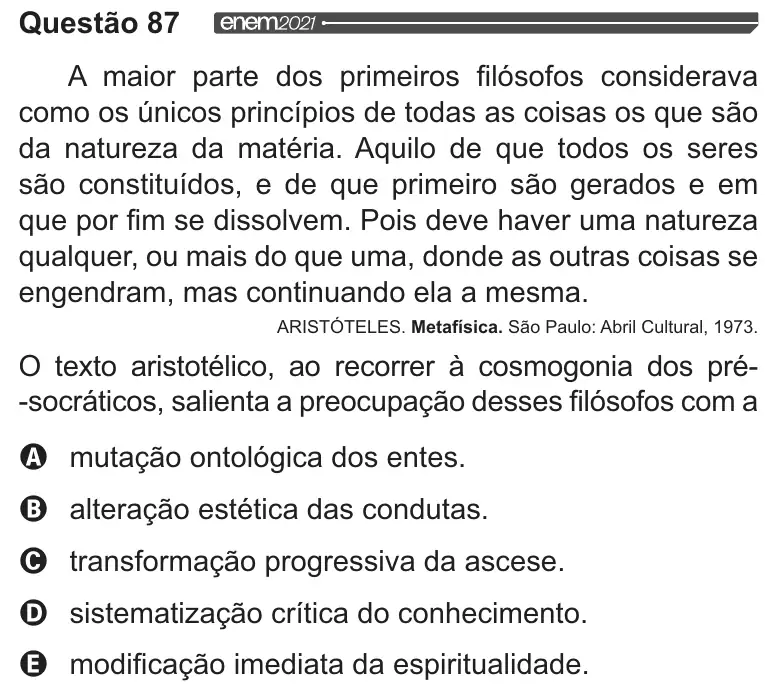 Questão 87 enem2021
A maior parte dos primeiros filósofos considerava
como os únicos princípios de todas as coisas os que são
da natureza da matéria. Aquilo de que todos os seres
são constituídos, e de que primeiro são gerados e em
que por fim se dissolvem. Pois deve haver uma natureza
qualquer, ou mais do que uma, donde as outras coisas se
engendram, mas continuando ela a mesma.
ARISTÓTELES. Metafísica. São Paulo: Abril Cultural, 1973.
O texto aristotélico, ao recorrer à cosmogonia dos pré-
-socráticos, salienta a preocupação desses filósofos com a
A mutação ontológica dos entes.
B alteração estética das condutas.
C transformação progressiva da ascese.
D sistematização crítica do conhecimento.
E modificação imediata da espiritualidade.